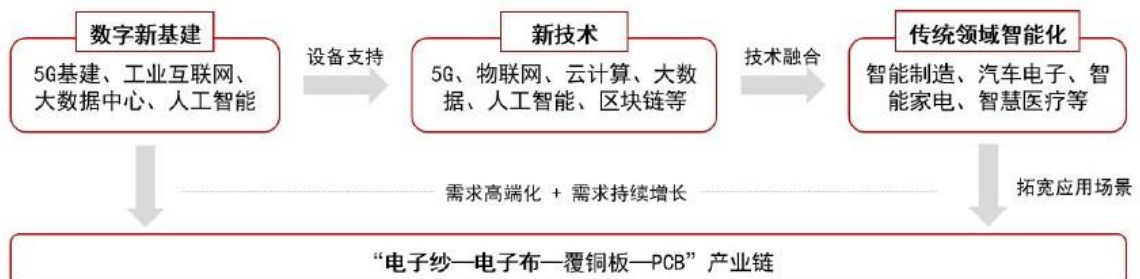 数字新基建
5G基建、工业互联网、
大数据中心、人工智能
设备支持
新技术
5G、物联网、云计算、大数
据、人工智能、区块链等
技术融合
传统领域智能化
智能制造、汽车电子、智
能家电、智慧医疗等
需求高端化 + 需求持续增长
拓宽应用场景
“电子纱—电子布—覆铜板—PCB”产业链